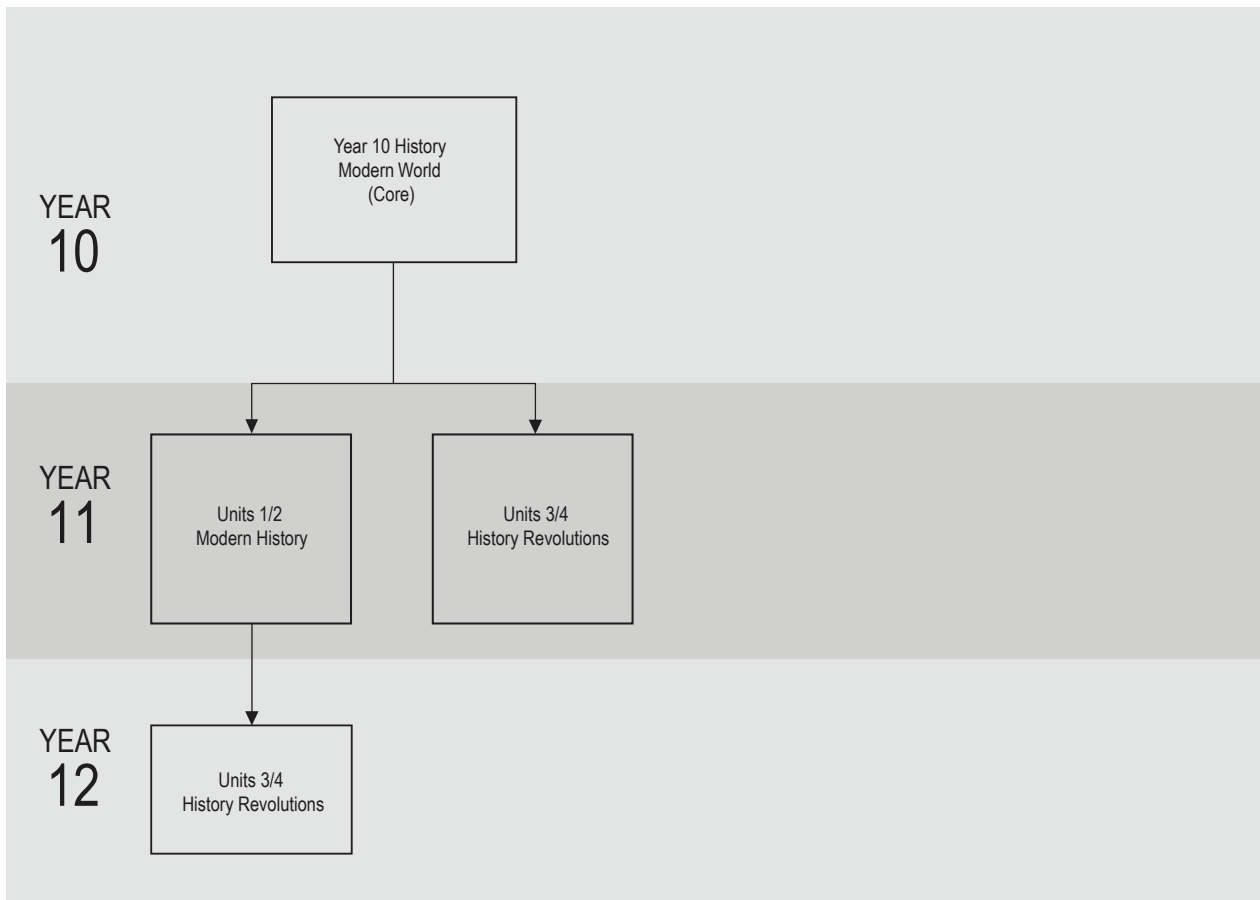 YEAR
10
Year 10 History
Modern World
(Core)
YEAR
11
Units 1/2
Modern History
Units 3/4
History Revolutions
YEAR
12
Units 3/4
History Revolutions